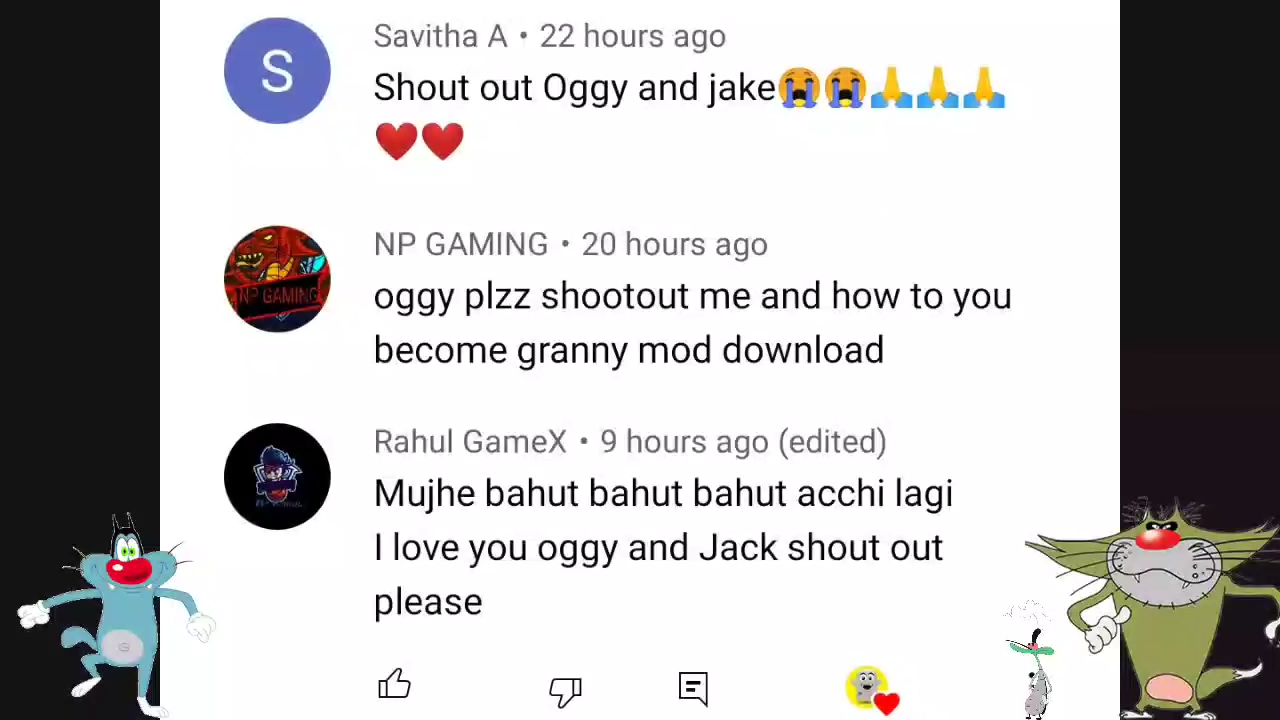 S
Savitha A • 22 hours ago
Shout out Oggy and jake😭😭🙏🙏🙏
❤️❤️
NP GAMING • 20 hours ago
NP GAMING
oggy plzz shootout me and how to you
become granny mod download
Rahul GameX • 9 hours ago (edited)
Mujhe bahut bahut bahut acchi lagi
I love you oggy and Jack shout out
please